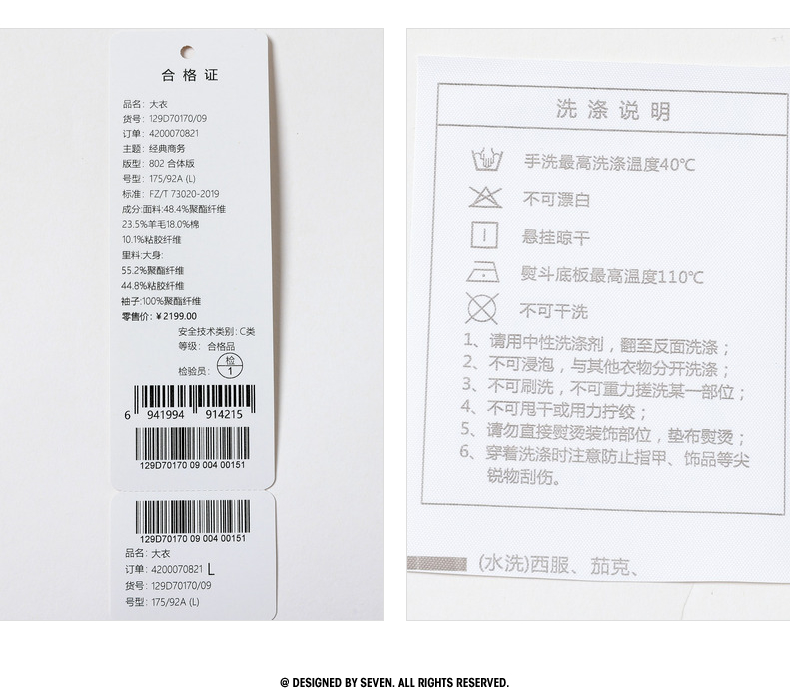 合格证
品名: 大衣
货号: 129D70170/09
订单: 4200070821
主题: 经典商务
版型: 802 合体版
号型: 175/92A (L)
标准: FZ/T 73020-2019
成分:面料:48.4%聚酯纤维
23.5%羊毛18.0%棉
10.1%粘胶纤维
里料:大身:
55.2%聚酯纤维
44.8%粘胶纤维
袖子:100%聚酯纤维
零售价: ¥2199.00
安全技术类别: C类
等级: 合格品
检验员: 检 1
6 941994 914215
129D70170 09 004 00151
129D70170 09 004 00151
品名: 大衣
订单: 4200070821 L
货号: 129D70170/09
号型: 175/92A (L)
洗涤说明
手洗最高洗涤温度40℃
不可漂白
悬挂晾干
熨斗底板最高温度110℃
不可干洗
1、请用中性洗涤剂，翻至反面洗涤；
2、不可浸泡，与其他衣物分开洗涤；
3、不可刷洗，不可重力搓洗某一部位；
4、不可甩干或用力拧绞；
5、请勿直接熨烫装饰部位，垫布熨烫；
6、穿着洗涤时注意防止指甲、饰品等尖
锐物刮伤。
(水洗)西服、茄克、
@ DESIGNED BY SEVEN. ALL RIGHTS RESERVED.